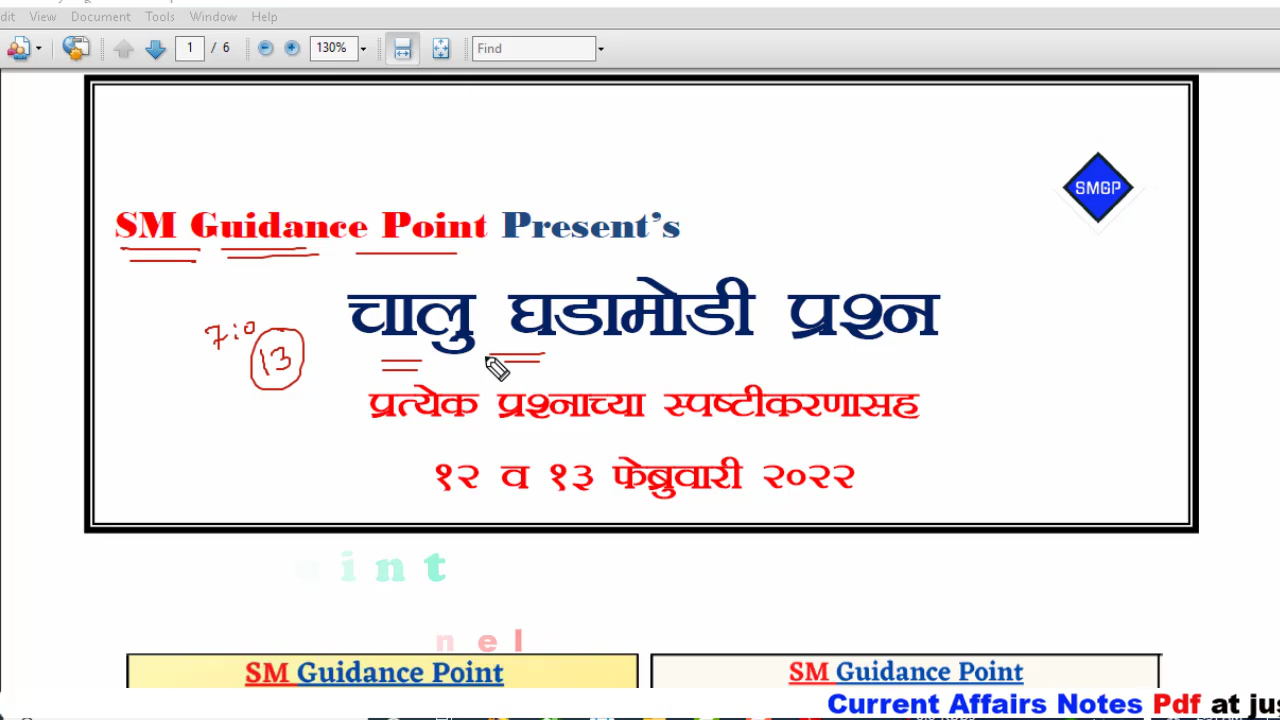 View Document Tools Window Help
1 / 6 130% Find
SMGP
SM Guidance Point Present's
चालु घडामोडी प्रश्न
7:0
13
प्रत्येक प्रश्नाच्या स्पष्टीकरणासह
१२ व १३ फेब्रुवारी २०२२
int
nel
SM Guidance Point
SM Guidance Point
Current Affairs Notes Pdf at